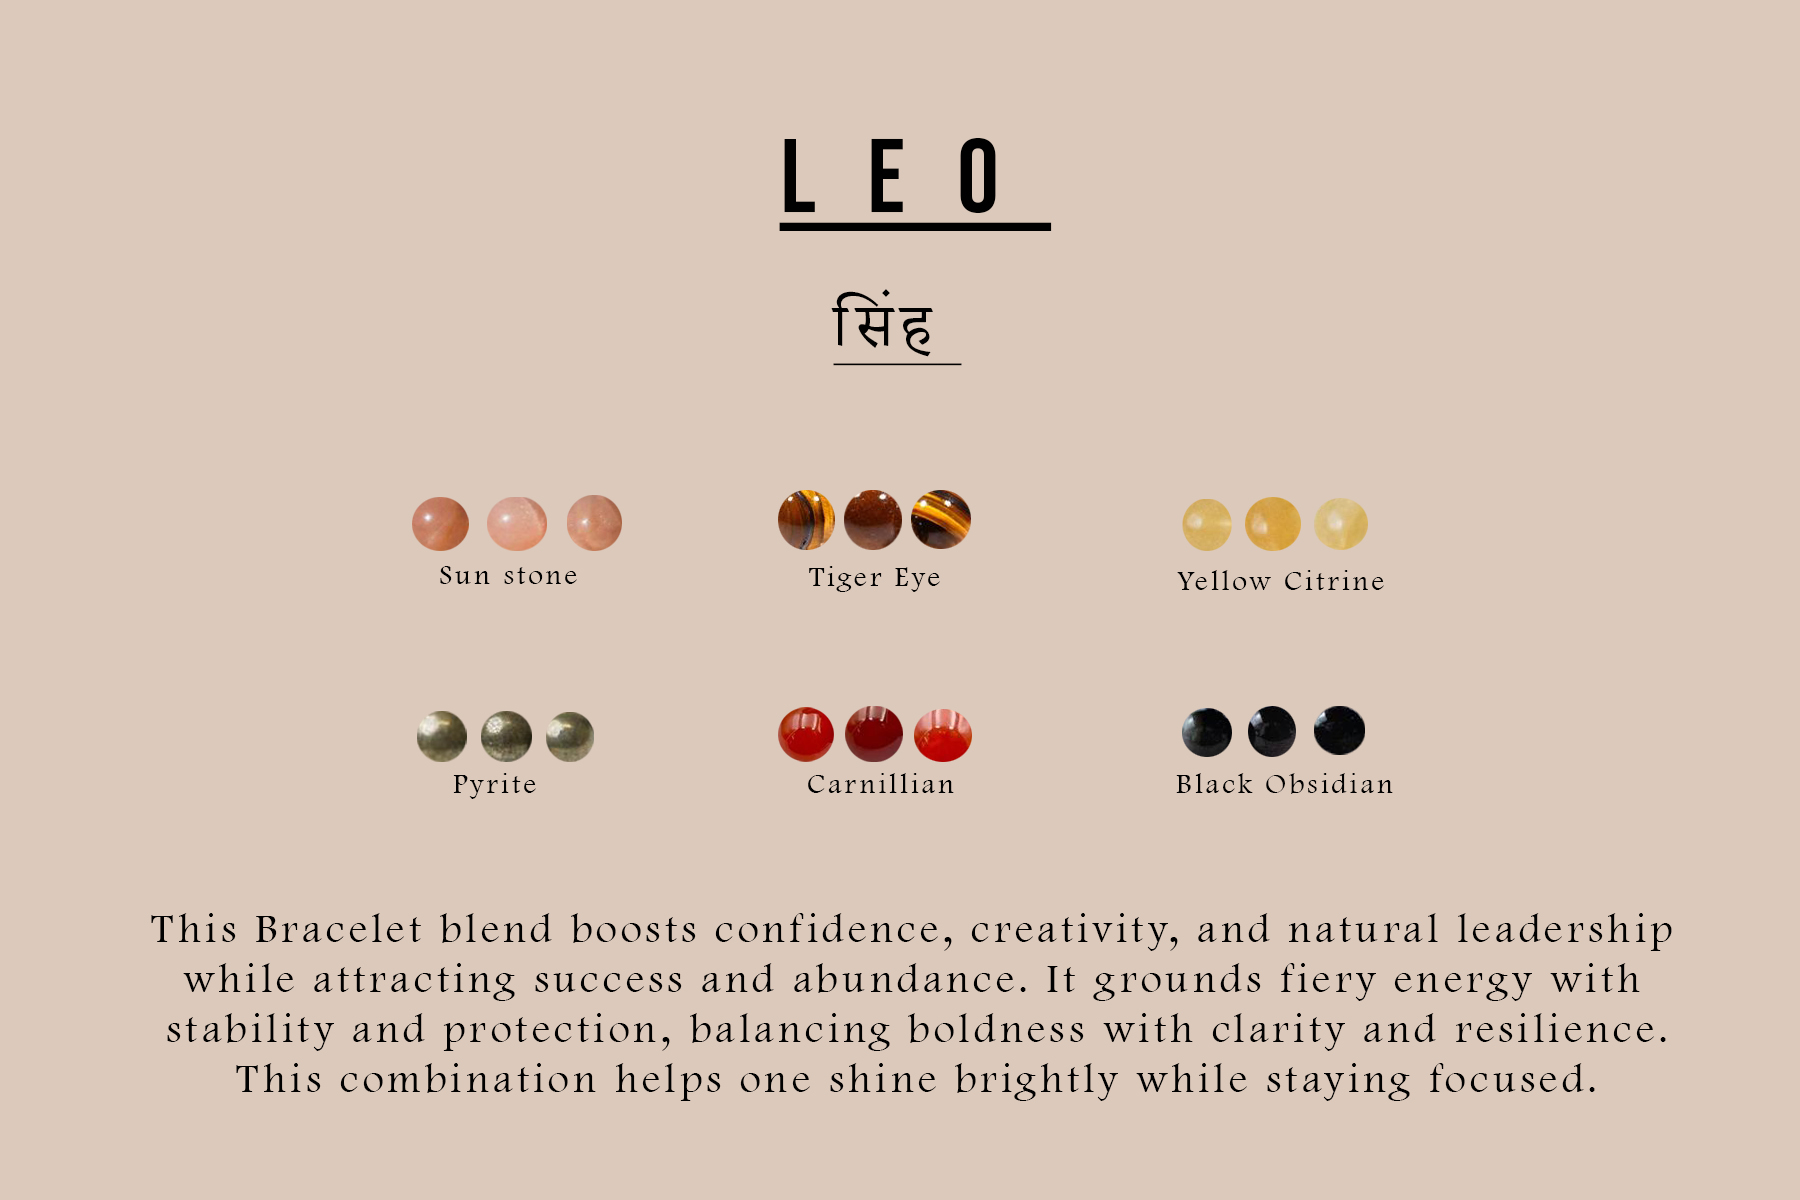 LEO
सिंह
Sun stone
Tiger Eye
Yellow Citrine
Pyrite
Carnillian
Black Obsidian
This Bracelet blend boosts confidence, creativity, and natural leadership
while attracting success and abundance. It grounds fiery energy with
stability and protection, balancing boldness with clarity and resilience.
This combination helps one shine brightly while staying focused.